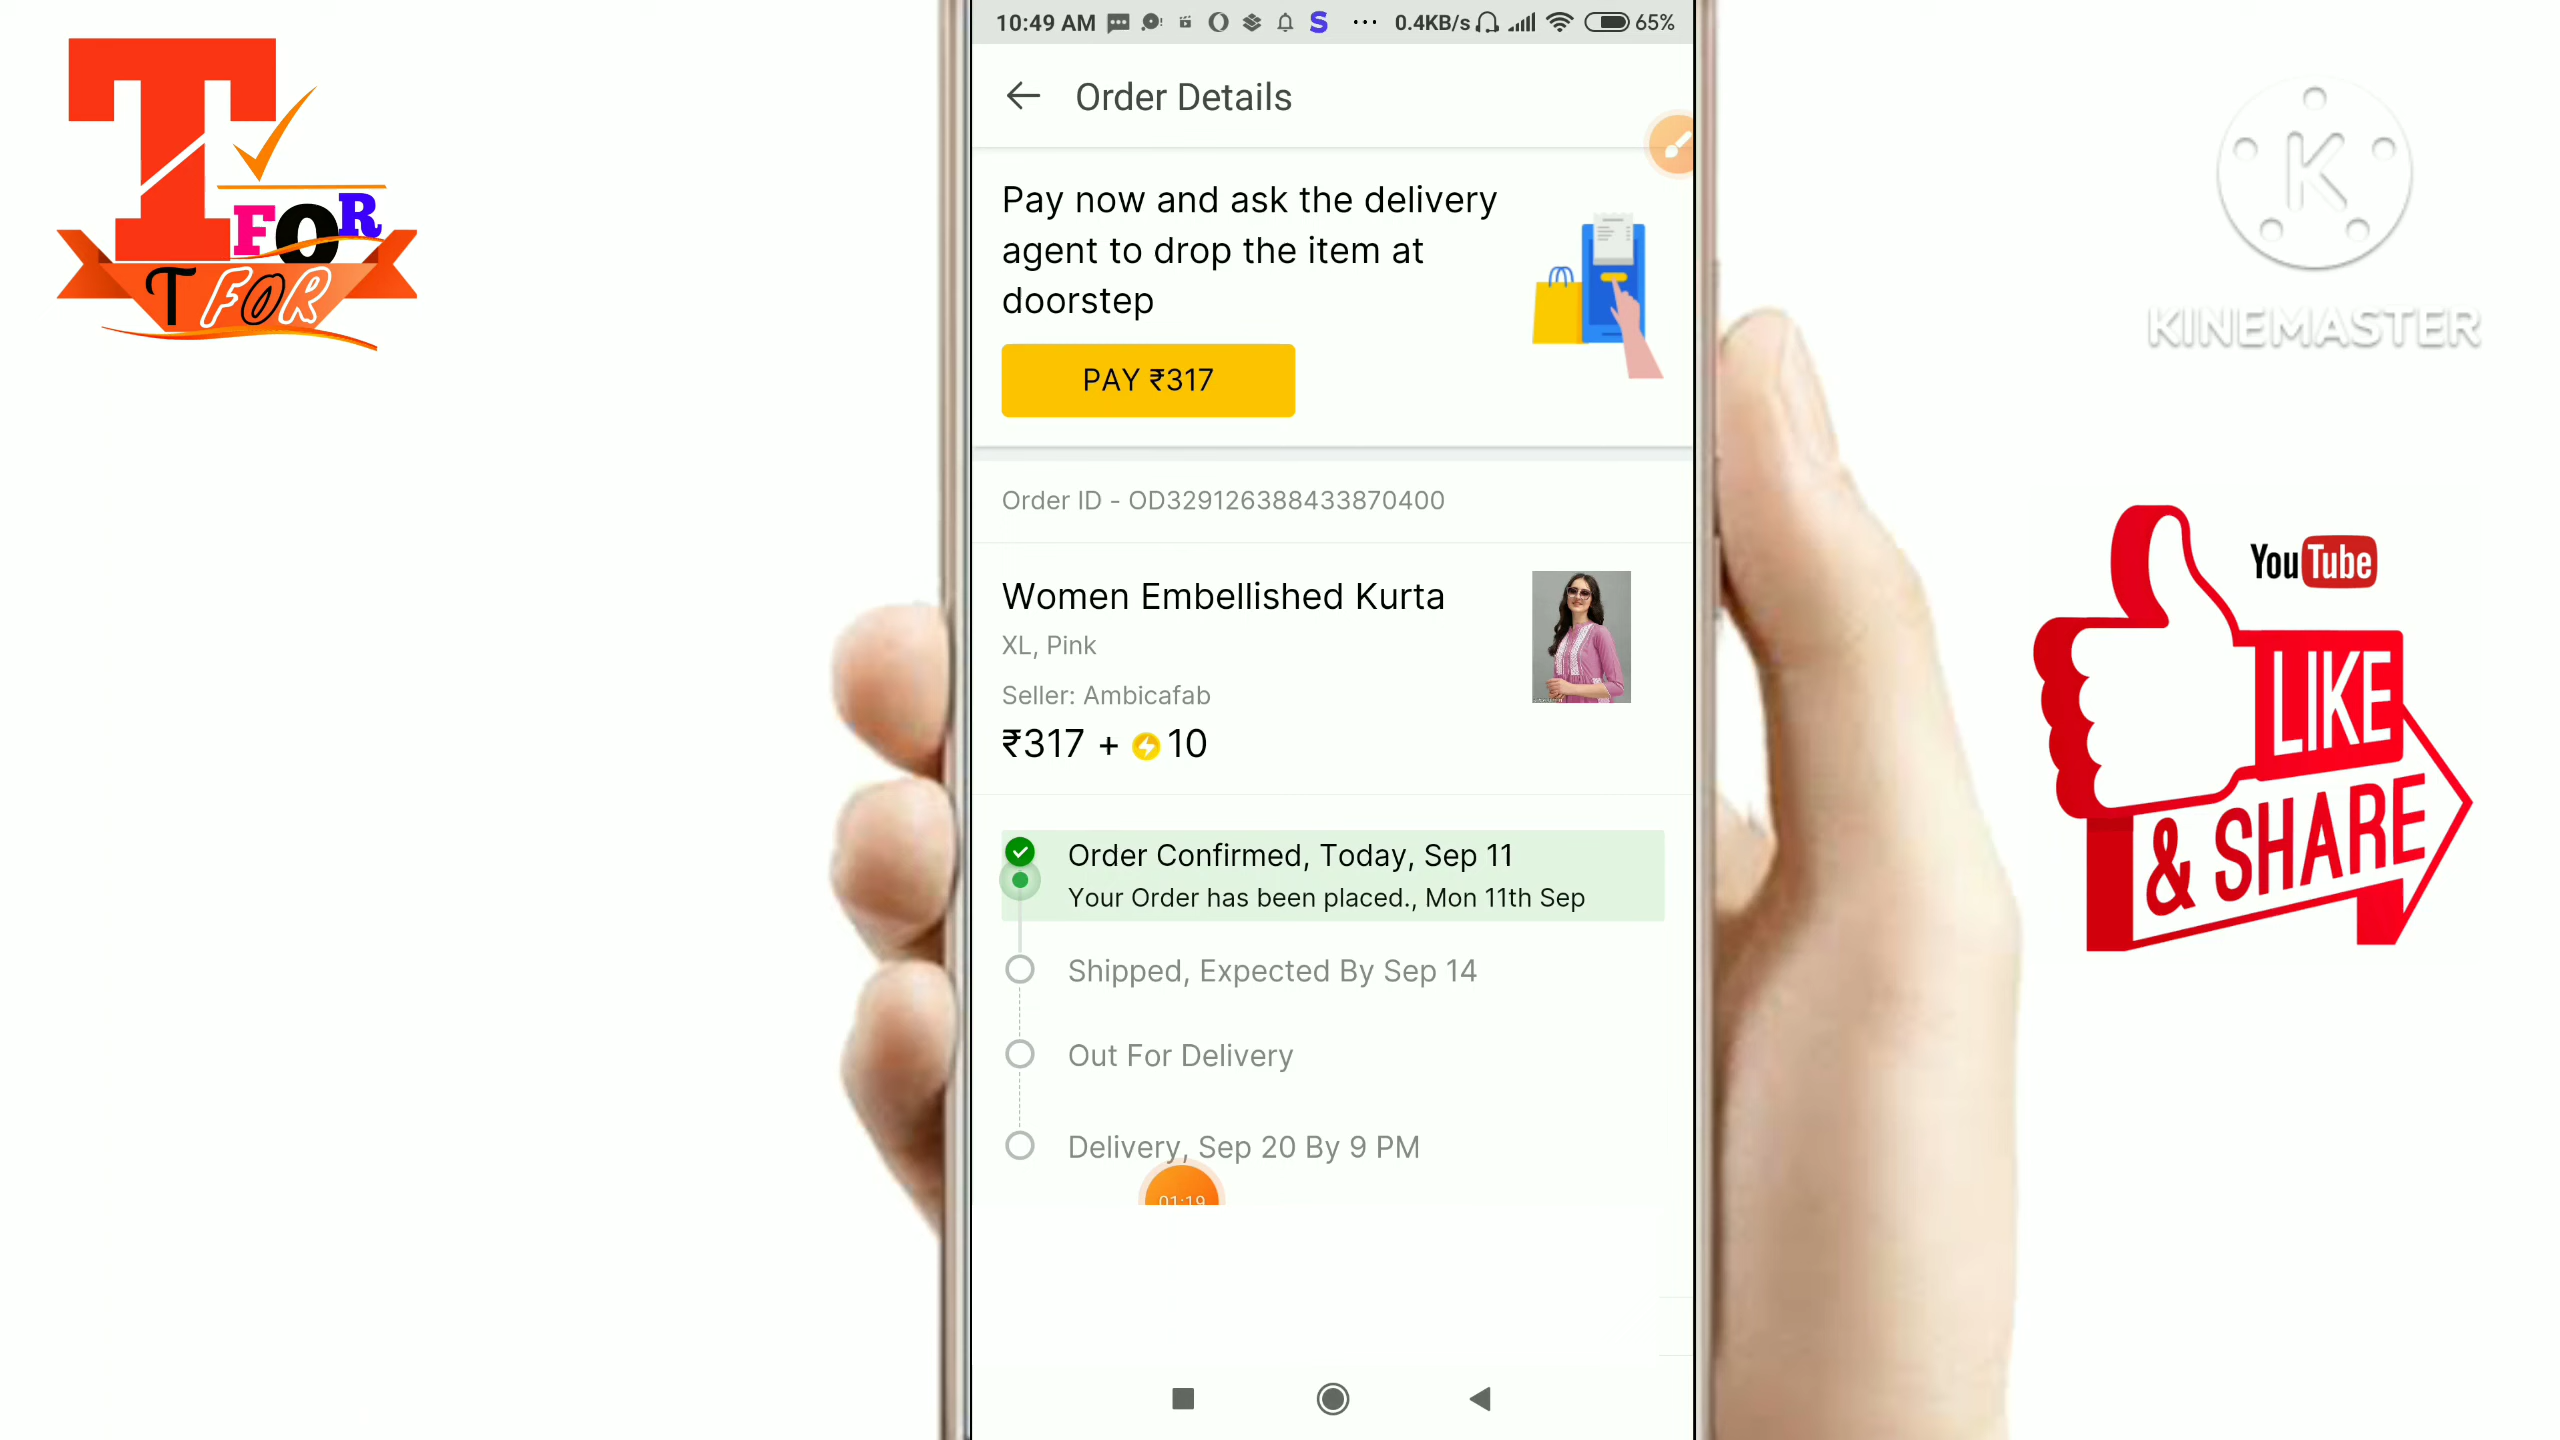 T
FOR
T FOR
10:49 AM
0.4KB/s
65%
Order Details
Pay now and ask the delivery
agent to drop the item at
doorstep
PAY ₹317
Order ID - OD329126388433870400
Women Embellished Kurta
XL, Pink
Seller: Ambicafab
₹317 + 10
Order Confirmed, Today, Sep 11
Your Order has been placed., Mon 11th Sep
Shipped, Expected By Sep 14
Out For Delivery
Delivery, Sep 20 By 9 PM
01:19
K
KINEMASTER
YouTube
LIKE
& SHARE